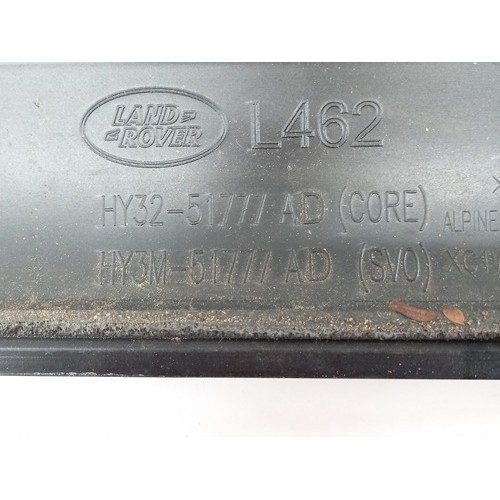 LAND
ROVER
L462
HY32-51777 AD (CORE)
ALPINE
HY3M-51777 AD (SVO)